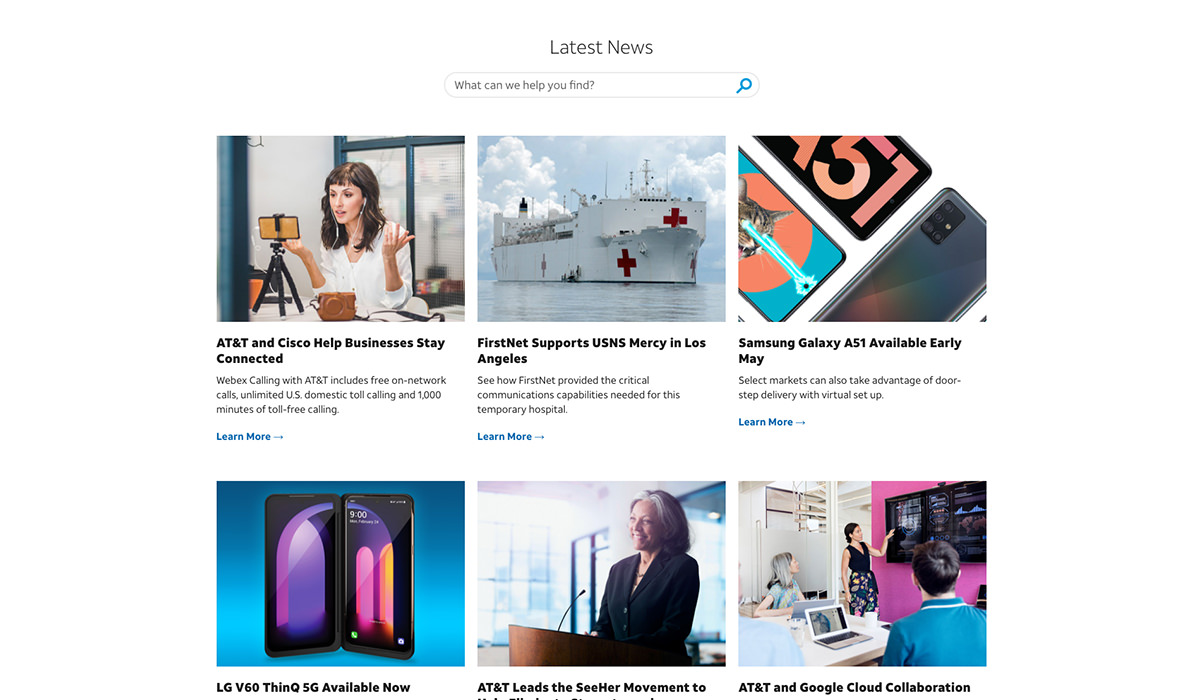 Latest News
What can we help you find?
A51
AT&T and Cisco Help Businesses Stay
Connected
Webex Calling with AT&T includes free on-network
calls, unlimited U.S. domestic toll calling and 1,000
minutes of toll-free calling.
Learn More →
FirstNet Supports USNS Mercy in Los
Angeles
See how FirstNet provided the critical
communications capabilities needed for this
temporary hospital.
Learn More →
Samsung Galaxy A51 Available Early
May
Select markets can also take advantage of door-
step delivery with virtual set up.
Learn More →
9:00
Mon, February 24
LG V60 ThinQ 5G Available Now
AT&T Leads the SeeHer Movement to
AT&T and Google Cloud Collaboration